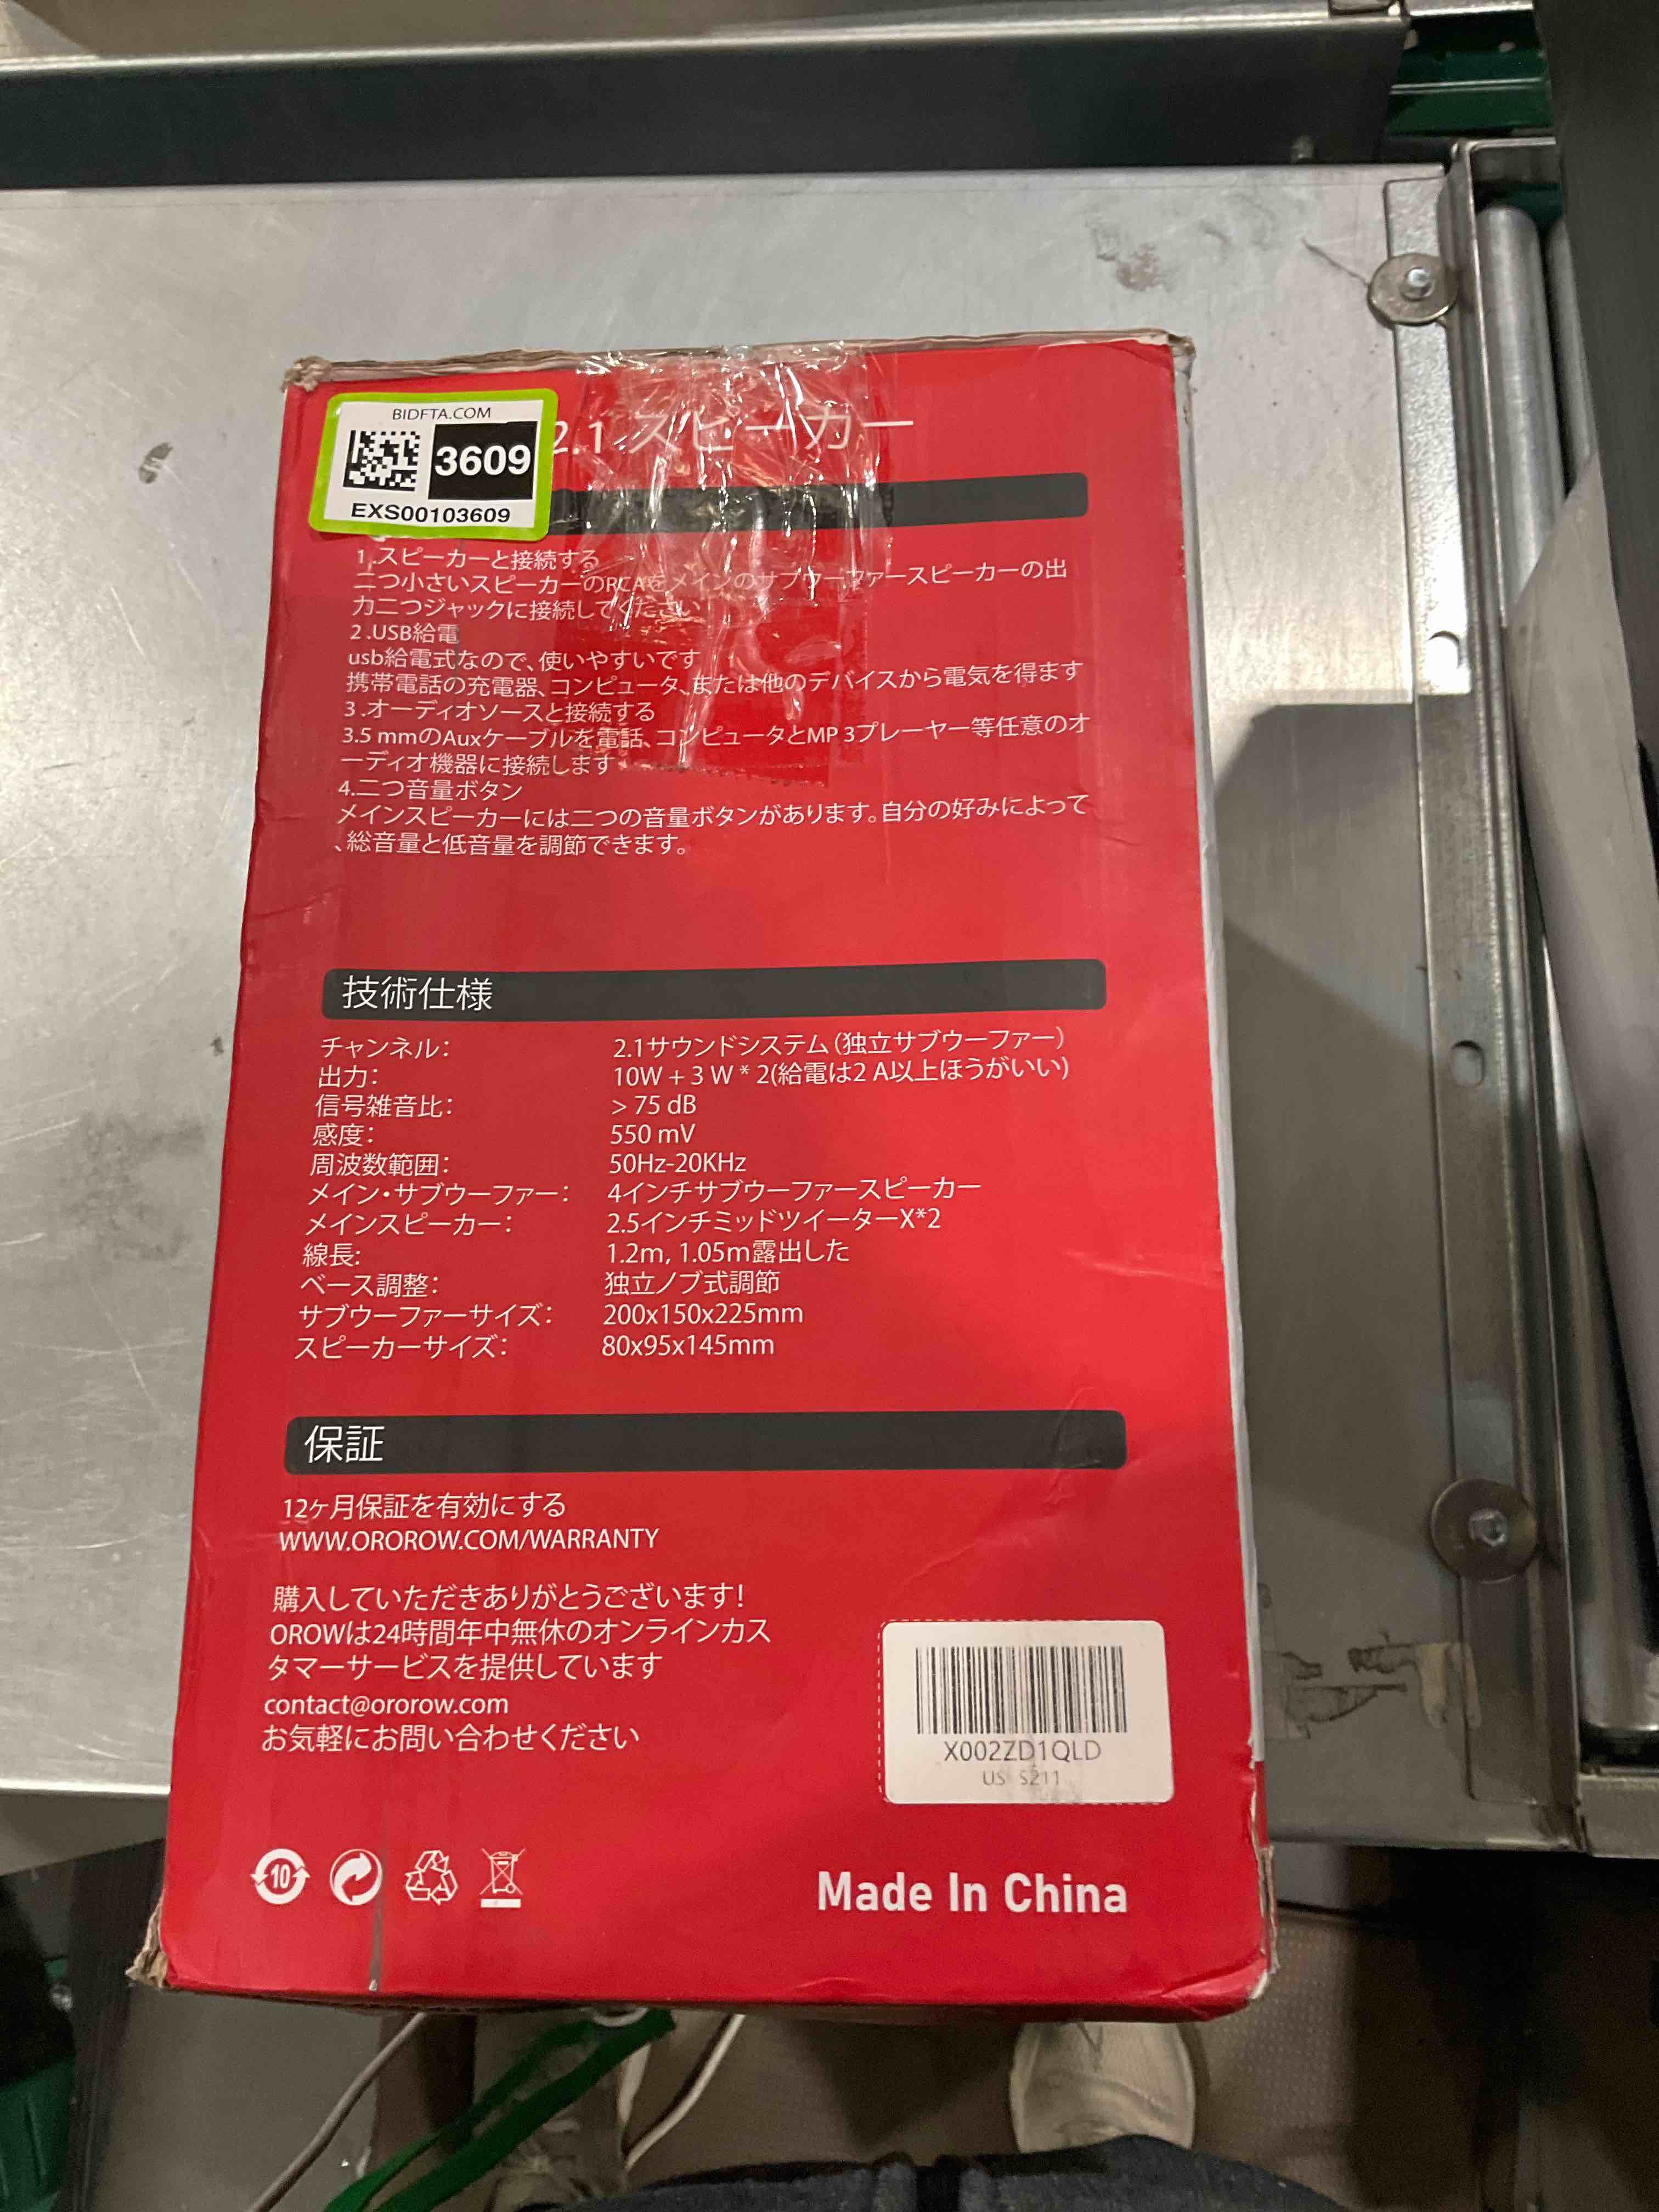 BIDFTA.COM
3609
EXS00103609
2.1 スピーカー
1.スピーカーと接続する
二つ小さいスピーカーのRCAをメインのサブウーファースピーカーの出
力二つジャックに接続してください
2.USB給電
usb給電式なので、使いやすいです
携帯電話の充電器、コンピュータ、または他のデバイスから電気を得ます
3.オーディオソースと接続する
3.5 mmのAuxケーブルを電話、コンピュータとMP 3プレーヤー等任意のオ
ーディオ機器に接続します
4.二つ音量ボタン
メインスピーカーには二つの音量ボタンがあります。自分の好みによって
、総音量と低音量を調節できます。
技術仕様
チャンネル： 2.1サウンドシステム（独立サブウーファー）
出力： 10W + 3 W * 2(給電は2 A以上ほうがいい)
信号雑音比： > 75 dB
感度： 550 mV
周波数範囲： 50Hz-20KHz
メイン・サブウーファー： 4インチサブウーファースピーカー
メインスピーカー： 2.5インチミッドツイーターX*2
線長: 1.2m, 1.05m露出した
ベース調整： 独立ノブ式調節
サブウーファーサイズ： 200x150x225mm
スピーカーサイズ： 80x95x145mm
保証
12ヶ月保証を有効にする
WWW.OROROW.COM/WARRANTY
購入していただきありがとうございます！
OROWは24時間年中無休のオンラインカス
タマーサービスを提供しています
contact@ororow.com
お気軽にお問い合わせください
X002ZD1QLD
US S211
10
Made In China